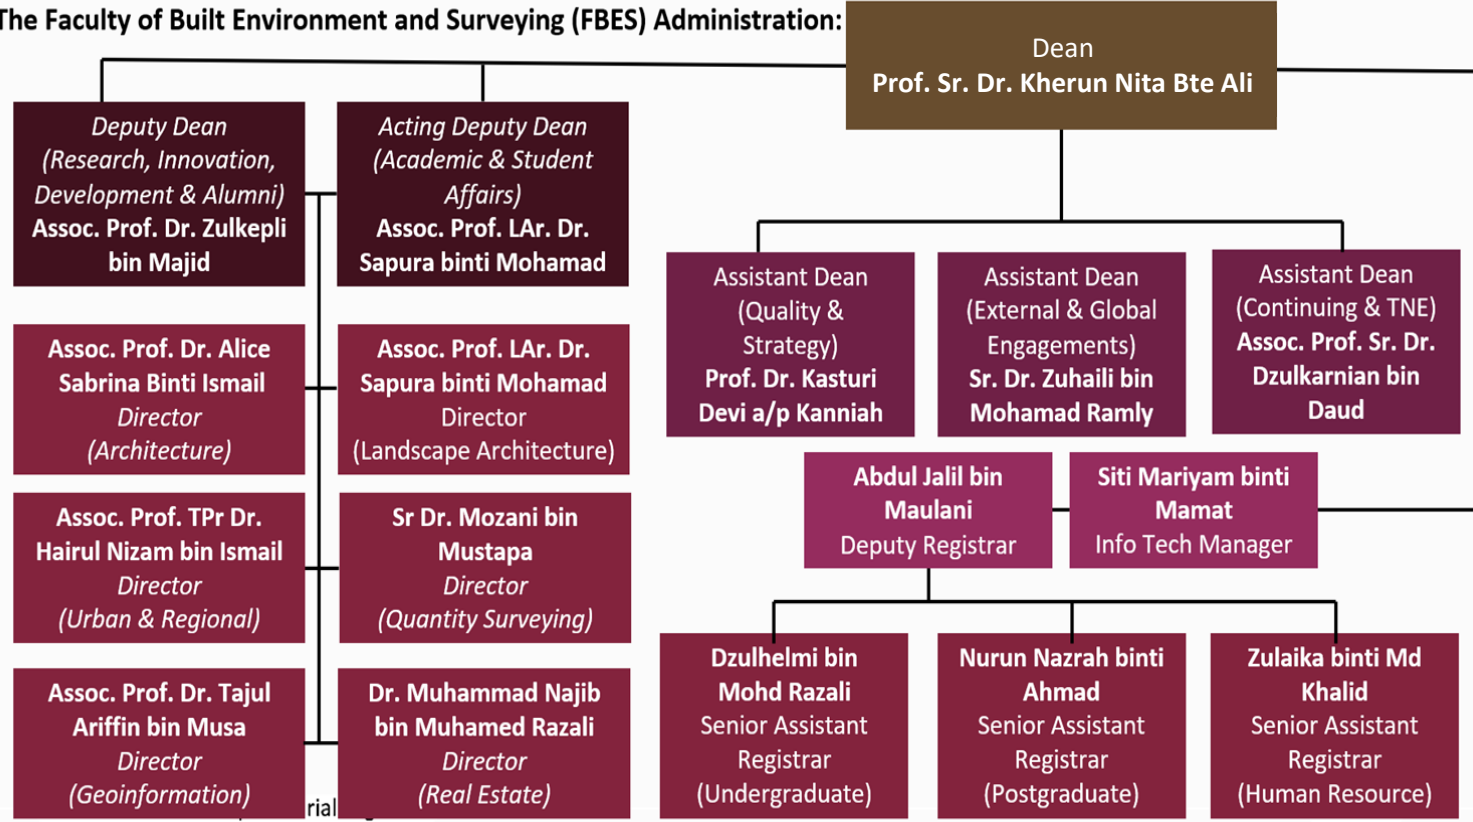 The Faculty of Built Environment and Surveying (FBES) Administration:
Dean
Prof. Sr. Dr. Kherun Nita Bte Ali
Deputy Dean
(Research, Innovation,
Development & Alumni)
Assoc. Prof. Dr. Zulkepli
bin Majid
Acting Deputy Dean
(Academic & Student
Affairs)
Assoc. Prof. LAr. Dr.
Sapura binti Mohamad
Assistant Dean
(Quality &
Strategy)
Prof. Dr. Kasturi
Devi a/p Kanniah
Assistant Dean
(External & Global
Engagements)
Sr. Dr. Zuhaili bin
Mohamad Ramly
Assistant Dean
(Continuing & TNE)
Assoc. Prof. Sr. Dr.
Dzulkarnian bin
Daud
Assoc. Prof. Dr. Alice
Sabrina Binti Ismail
Director
(Architecture)
Assoc. Prof. LAr. Dr.
Sapura binti Mohamad
Director
(Landscape Architecture)
Abdul Jalil bin
Maulani
Deputy Registrar
Siti Mariyam binti
Mamat
Info Tech Manager
Assoc. Prof. TPr Dr.
Hairul Nizam bin Ismail
Director
(Urban & Regional)
Sr Dr. Mozani bin
Mustapa
Director
(Quantity Surveying)
Assoc. Prof. Dr. Tajul
Ariffin bin Musa
Director
(Geoinformation)
Dr. Muhammad Najib
bin Muhamed Razali
Director
(Real Estate)
Dzulhelmi bin
Mohd Razali
Senior Assistant
Registrar
(Undergraduate)
Nurun Nazrah binti
Ahmad
Senior Assistant
Registrar
(Postgraduate)
Zulaika binti Md
Khalid
Senior Assistant
Registrar
(Human Resource)
rial